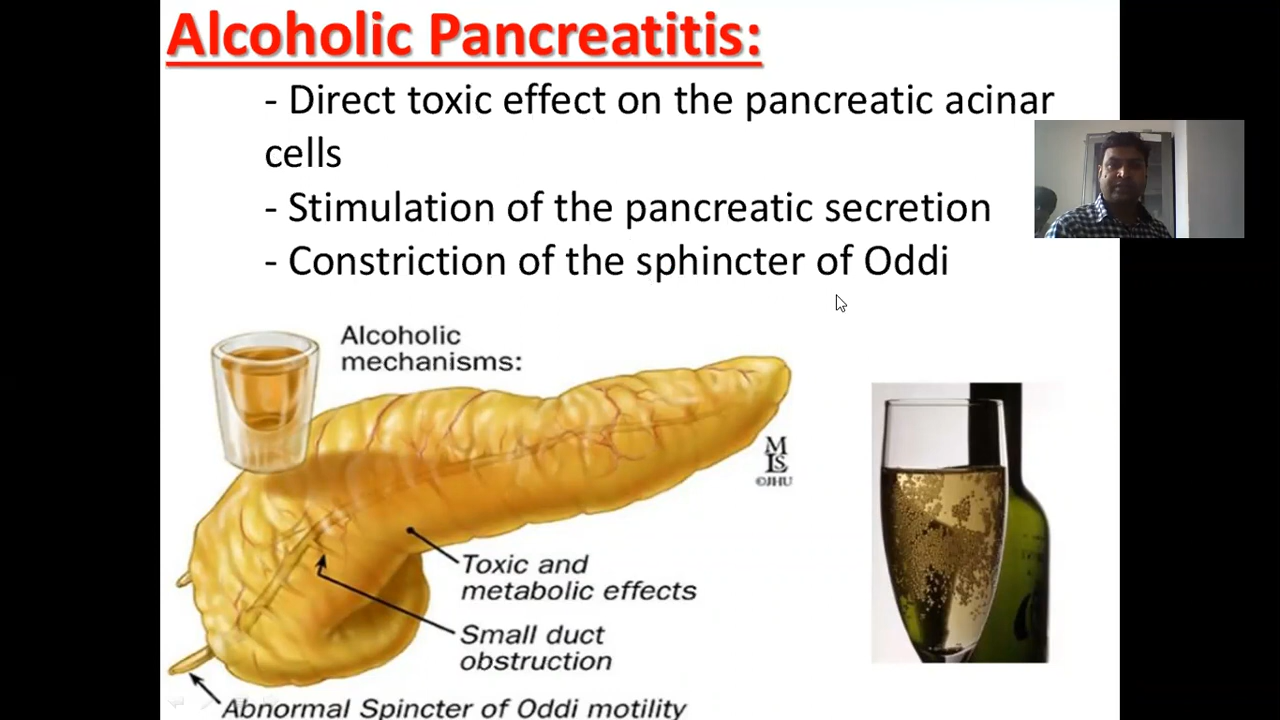 Alcoholic Pancreatitis:
- Direct toxic effect on the pancreatic acinar
cells
- Stimulation of the pancreatic secretion
- Constriction of the sphincter of Oddi
Alcoholic
mechanisms:
©JHU
Toxic and
metabolic effects
Small duct
obstruction
Abnormal Spincter of Oddi motility